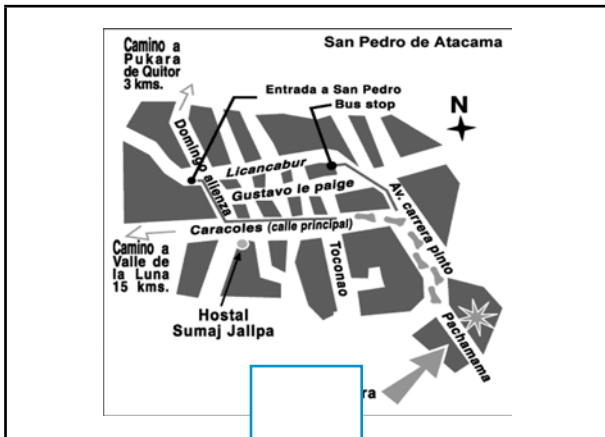 San Pedro de Atacama
Camino a
Pukara
de Quitor
3 kms.
Entrada a San Pedro
Bus stop
N
Domingo atienza
Licancabur
Gustavo le paige
Av. carrera pinto
Caracoles (calle principal)
Camino a
Valle de
la Luna
15 kms.
Toconao
Hostal
Sumaj Jallpa
Pachamama